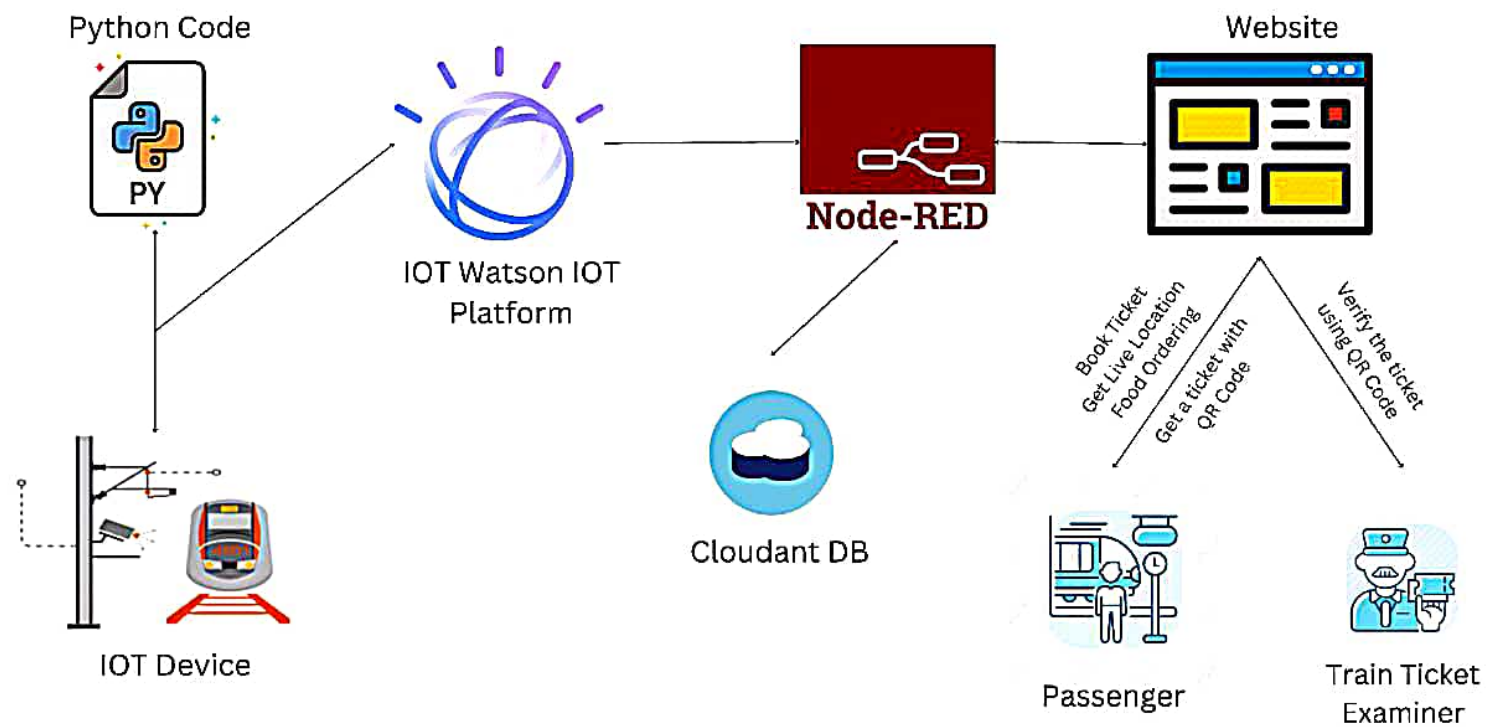 Python Code
PY
IOT Watson IOT
Platform
Node-RED
Website
Book Ticket
Get Live Location
Food Ordering
Get a ticket with
QR Code
Verify the ticket
using QR Code
Cloudant DB
IOT Device
Passenger
Train Ticket
Examiner